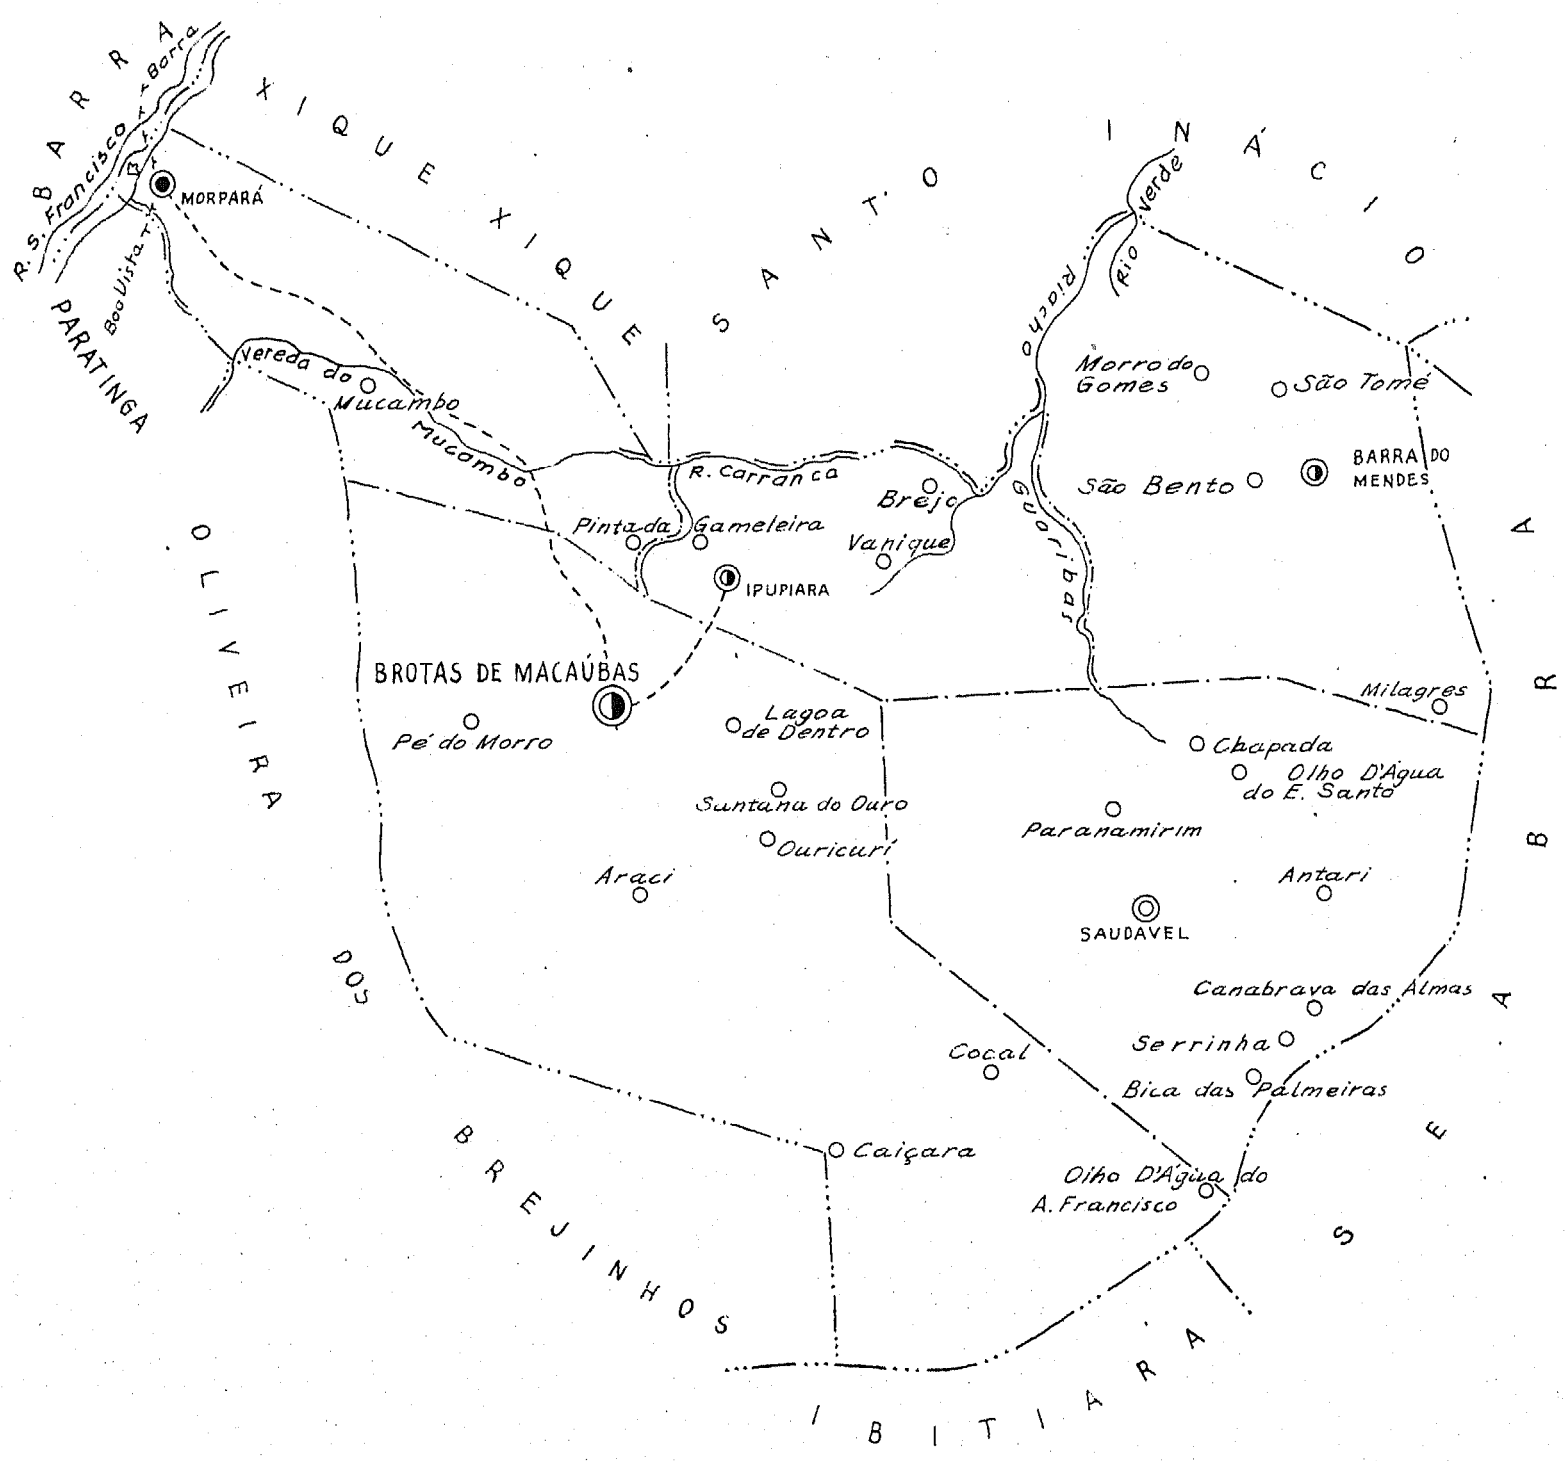 BARRA
Barra
XIQUE XIQUE
SANTO INÁCIO
R. S. Francisco
MORPARÁ
Boa Vista
PARATINGA
Vereda do
Mucambo
Mucambo
Rio Verde
Riacho
o
Morro do
Gomes
São Tomé
BARRA DO
MENDES
São Bento
R. Carranca
Brejo
Guoribas
Pintada
Gameleira
Vanique
IPUPIARA
BROTAS DE MACAÚBAS
Pé do Morro
Lagoa
de Dentro
Milagres
Chapada
Olho D'Água
do E. Santo
Santana do Ouro
Paranamirim
Ouricurí
Araci
Antari
SAUDAVEL
Canabrava das Almas
Serrinha
Bica das Palmeiras
Cocal
Caiçara
Olho D'Água do
A. Francisco
OLIVEIRA
DOS
BREJINHOS
IBITIARA
SEABRA